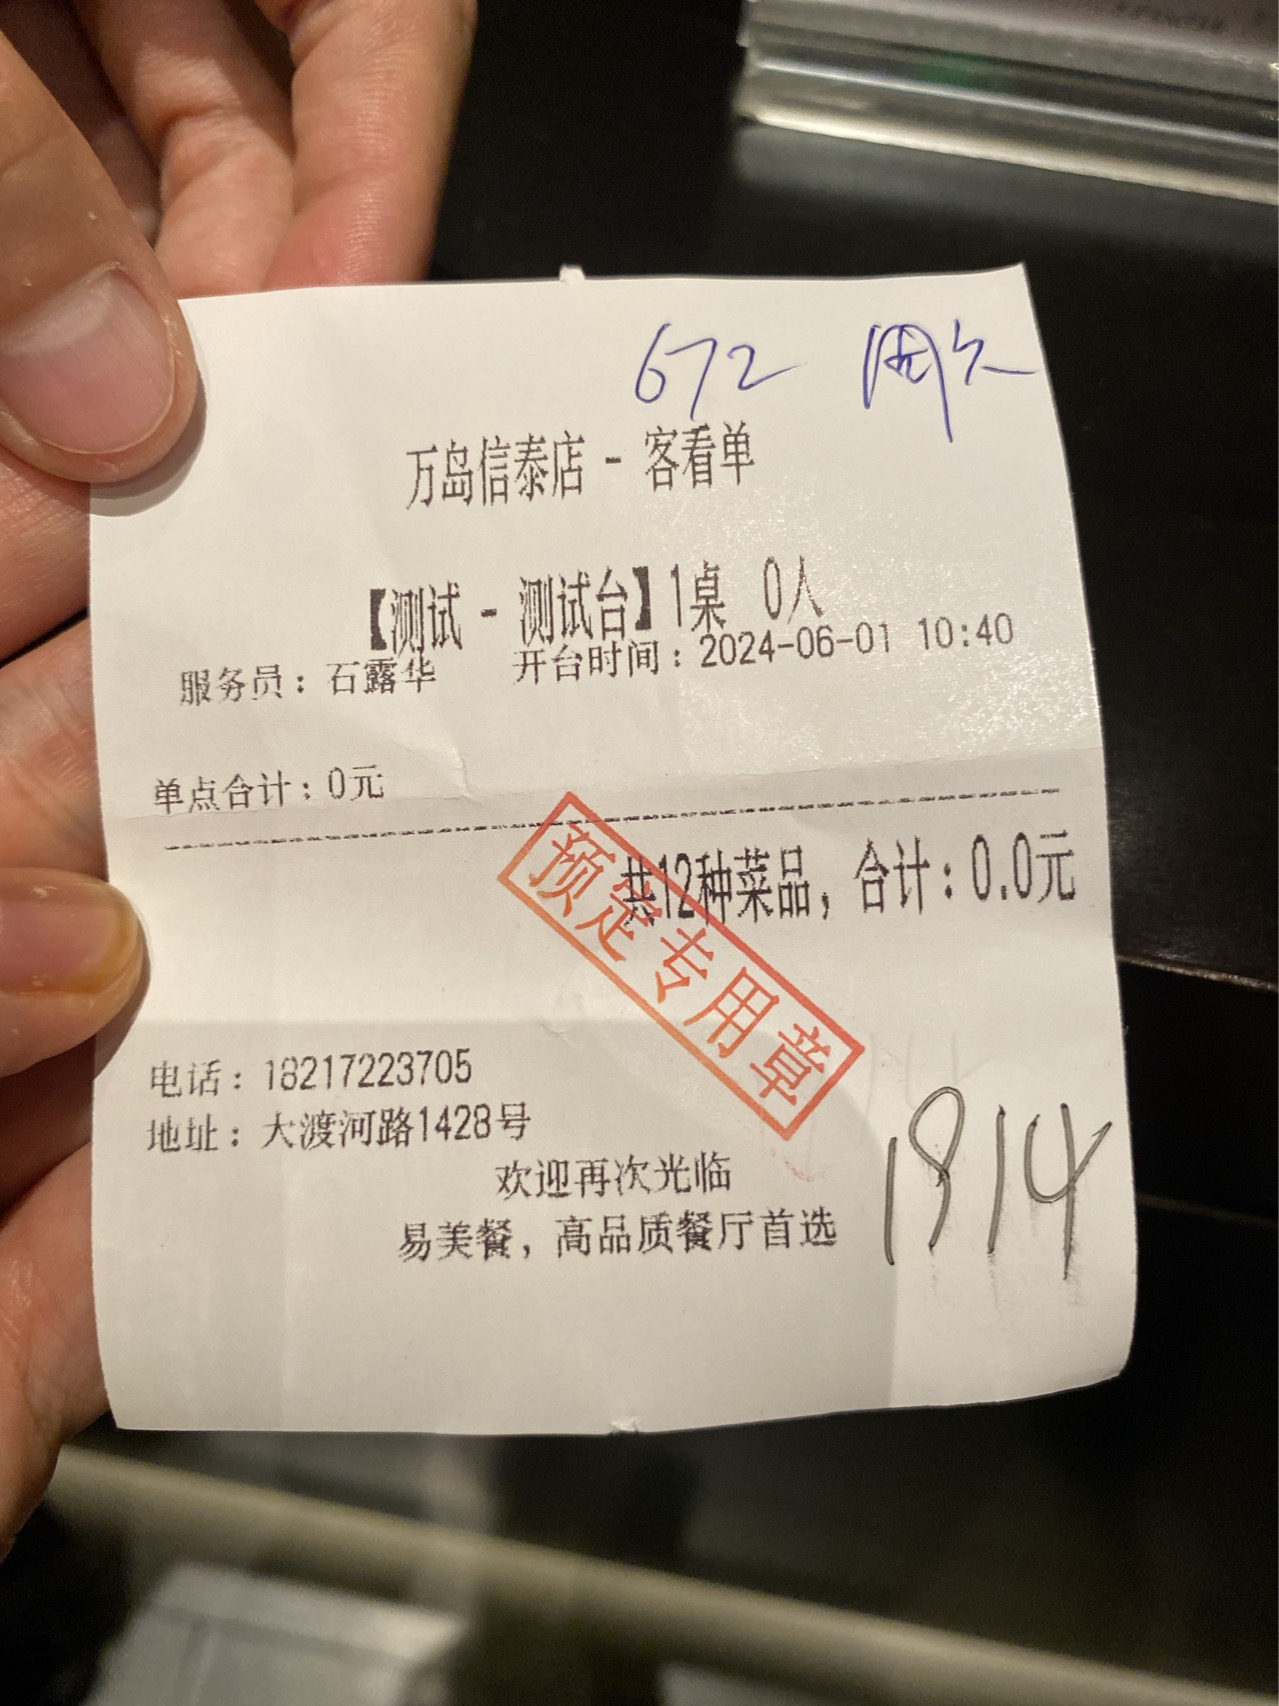 672 周六
万岛信泰店 - 客看单
【测试 - 测试台】1桌 0人
服务员：石露华 开台时间：2024-06-01 10:40
单点合计：0元
共12种菜品，合计：0.0元
预定专用章
电话：18217223705
地址：大渡河路1428号
1914
欢迎再次光临
易美餐，高品质餐厅首选